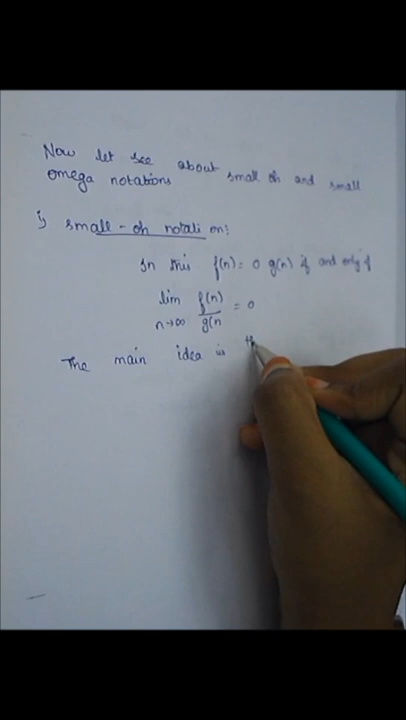 Now let see about small oh and small
omega notations
i) small-oh notation:
In this f(n) = o g(n) if and only if
lim n→∞ f(n)/g(n = 0
The main idea is th